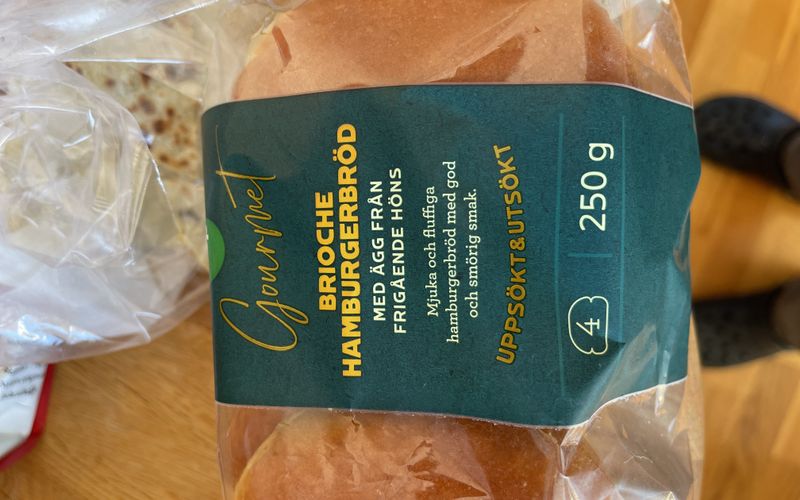 Gourmet
BRIOCHE
HAMBURGERBRÖD
MED ÄGG FRÅN
FRIGÅENDE HÖNS
Mjuka och fluffiga
hamburgerbröd med god
och smörig smak.
UPPSÖKT&UTSÖKT
4
250 g